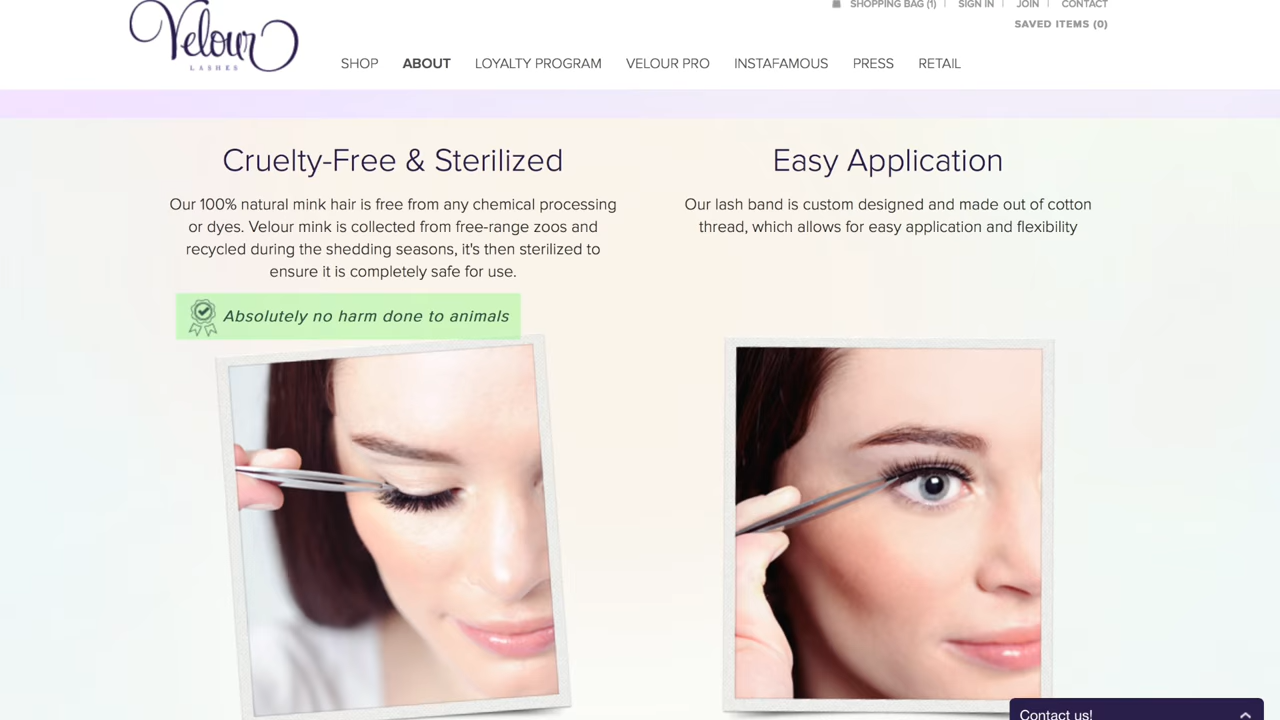 Velour
LASHES
SHOPPING BAG (1) | SIGN IN | JOIN | CONTACT
SAVED ITEMS (0)
SHOP ABOUT LOYALTY PROGRAM VELOUR PRO INSTAFAMOUS PRESS RETAIL
Cruelty-Free & Sterilized
Our 100% natural mink hair is free from any chemical processing
or dyes. Velour mink is collected from free-range zoos and
recycled during the shedding seasons, it's then sterilized to
ensure it is completely safe for use.
Absolutely no harm done to animals
Easy Application
Our lash band is custom designed and made out of cotton
thread, which allows for easy application and flexibility
Contact us!